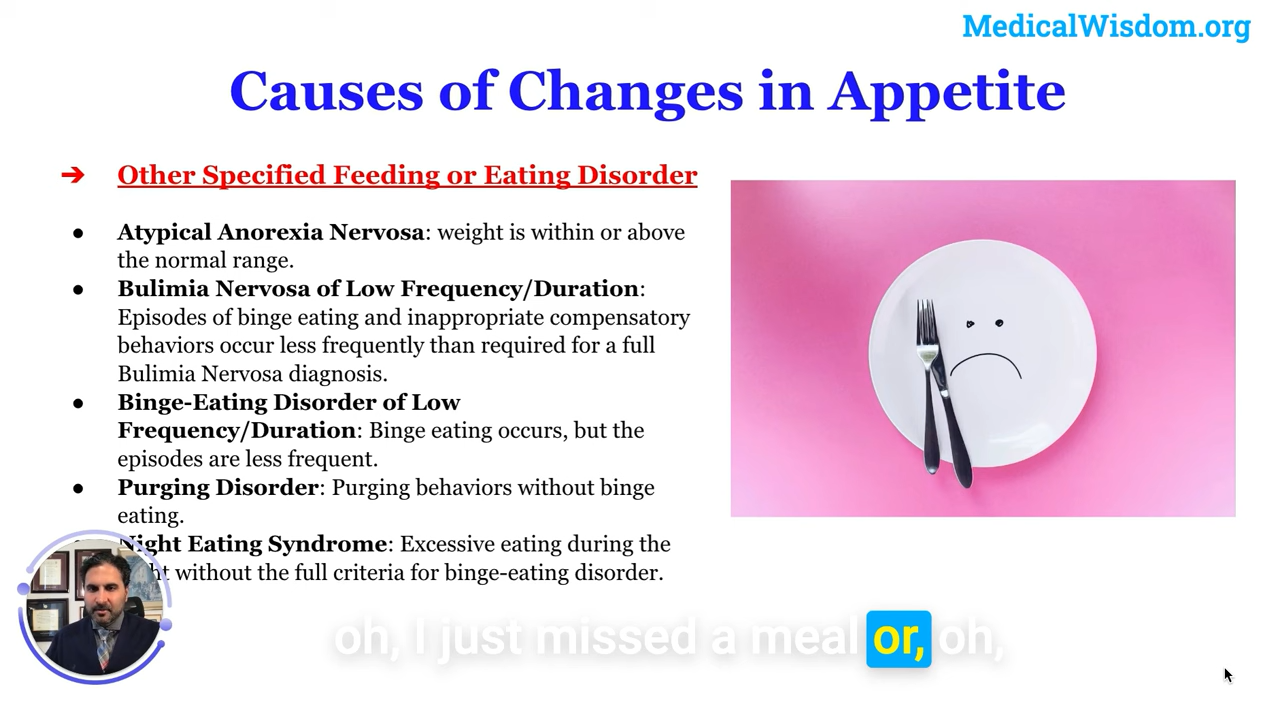 MedicalWisdom.org
Causes of Changes in Appetite
➔ Other Specified Feeding or Eating Disorder
● Atypical Anorexia Nervosa: weight is within or above
the normal range.
● Bulimia Nervosa of Low Frequency/Duration:
Episodes of binge eating and inappropriate compensatory
behaviors occur less frequently than required for a full
Bulimia Nervosa diagnosis.
● Binge-Eating Disorder of Low
Frequency/Duration: Binge eating occurs, but the
episodes are less frequent.
● Purging Disorder: Purging behaviors without binge
eating.
Night Eating Syndrome: Excessive eating during the
without the full criteria for binge-eating disorder.
oh, I just missed a meal or, oh,